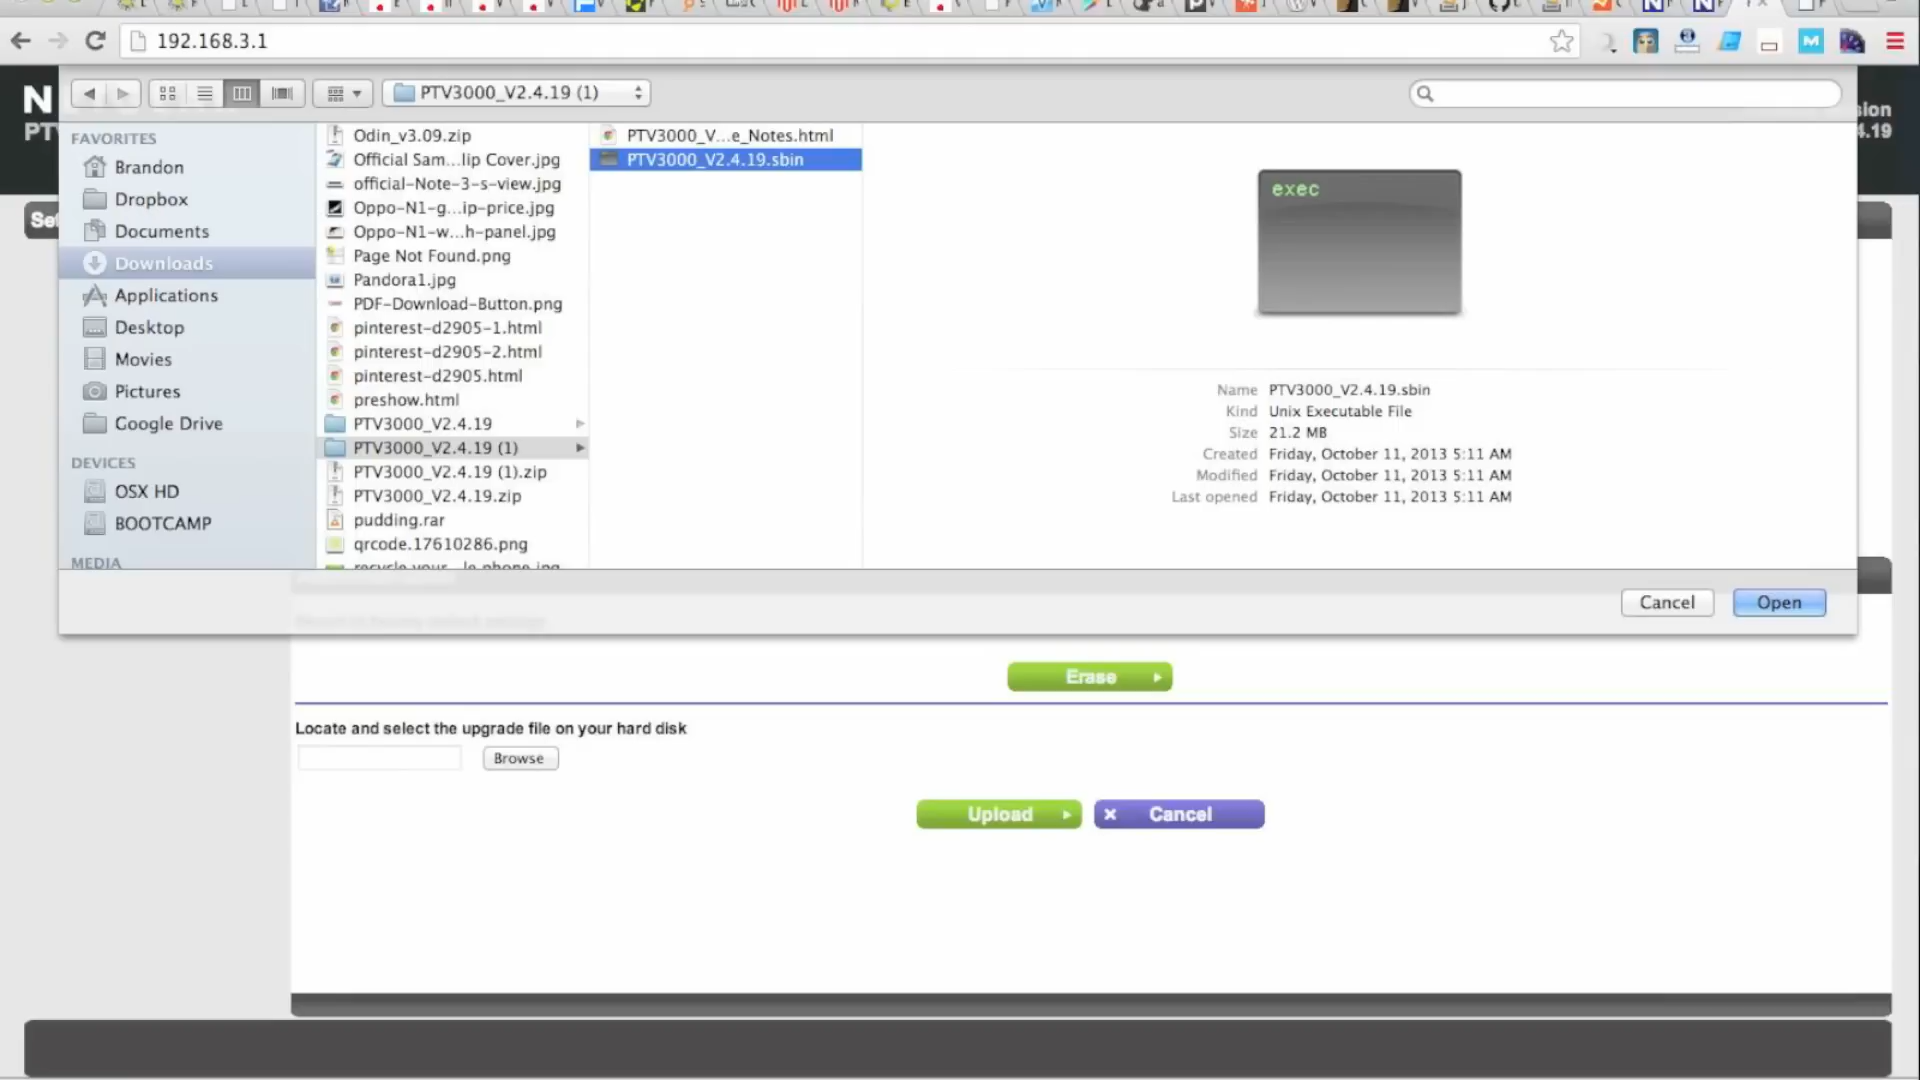 192.168.3.1
N
PT
sion
4.19
PTV3000_V2.4.19 (1)
FAVORITES
Brandon
Dropbox
Documents
Downloads
Applications
Desktop
Movies
Pictures
Google Drive
DEVICES
OSX HD
BOOTCAMP
MEDIA
Odin_v3.09.zip
Official Sam...lip Cover.jpg
official-Note-3-s-view.jpg
Oppo-N1-g...ip-price.jpg
Oppo-N1-w...h-panel.jpg
Page Not Found.png
Pandora1.jpg
PDF-Download-Button.png
pinterest-d2905-1.html
pinterest-d2905-2.html
pinterest-d2905.html
preshow.html
PTV3000_V2.4.19
PTV3000_V2.4.19 (1)
PTV3000_V2.4.19 (1).zip
PTV3000_V2.4.19.zip
pudding.rar
qrcode.17610286.png
PTV3000_V...e_Notes.html
PTV3000_V2.4.19.sbin
exec
Name PTV3000_V2.4.19.sbin
Kind Unix Executable File
Size 21.2 MB
Created Friday, October 11, 2013 5:11 AM
Modified Friday, October 11, 2013 5:11 AM
Last opened Friday, October 11, 2013 5:11 AM
Cancel
Open
Erase
Locate and select the upgrade file on your hard disk
Browse
Upload
Cancel